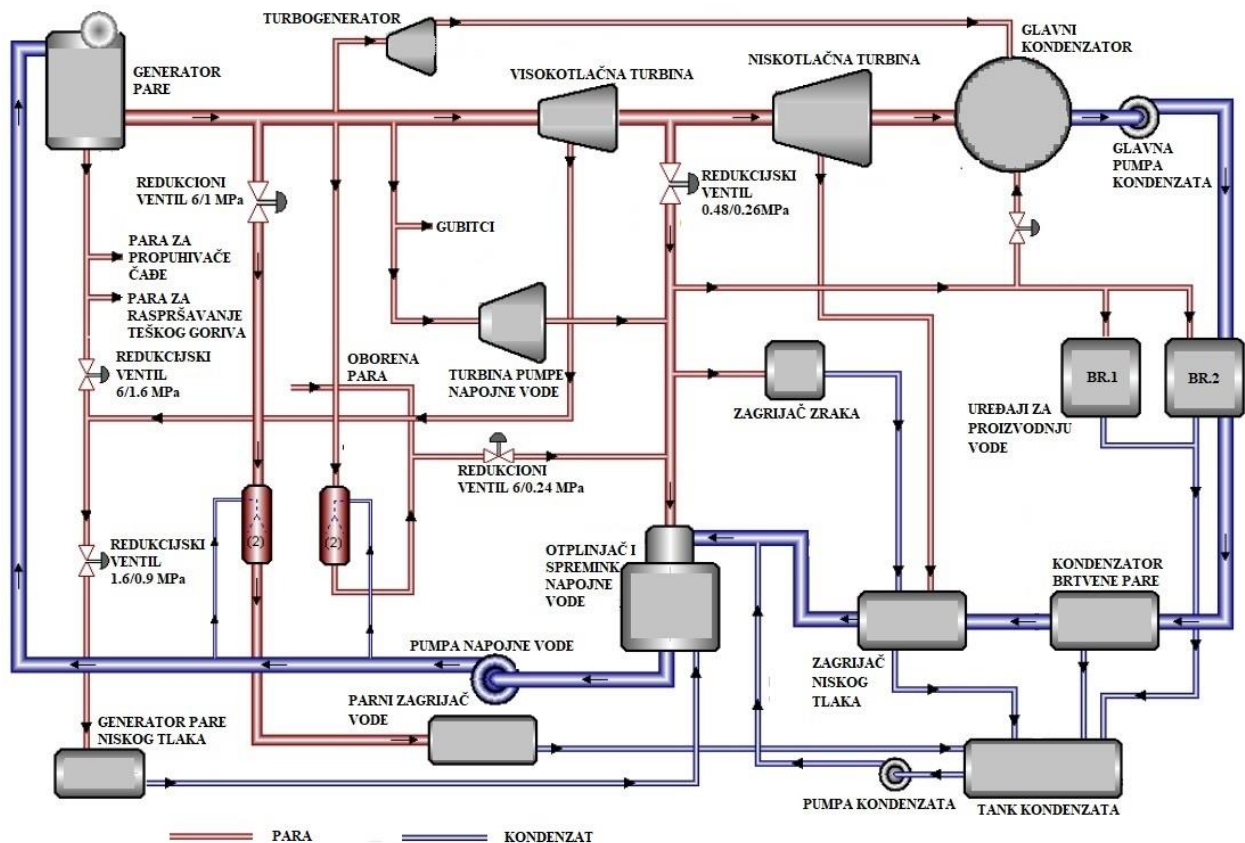 TURBOGENERATOR
GENERATOR
PARE
VISOKOTLAČNA TURBINA
NISKOTLAČNA TURBINA
GLAVNI
KONDENZATOR
GLAVNA
PUMPA
KONDENZATA
REDUKCIONI
VENTIL 6/1 MPa
REDUKCIJSKI
VENTIL
0.48/0.26MPa
GUBITCI
PARA ZA
PROPUHIVAČE
ČAĐE
PARA ZA
RASPRŠAVANJE
TEŠKOG GORIVA
REDUKCIJSKI
VENTIL
6/1.6 MPa
OBORENA
PARA
TURBINA PUMPE
NAPOJNE VODE
ZAGRIJAČ ZRAKA
BR.1
BR.2
UREĐAJI ZA
PROIZVODNJU
VODE
REDUKCIONI
VENTIL 6/0.24 MPa
(2)
(2)
REDUKCIJSKI
VENTIL
1.6/0.9 MPa
OTPLINJAČ I
SPREMINK
NAPOJNE
VODE
KONDENZATOR
BRTVENE PARE
PUMPA NAPOJNE VODE
ZAGRIJAČ
NISKOG
TLAKA
PARNI ZAGRIJAČ
VODE
GENERATOR PARE
NISKOG TLAKA
PUMPA KONDENZATA
TANK KONDENZATA
PARA
KONDENZAT